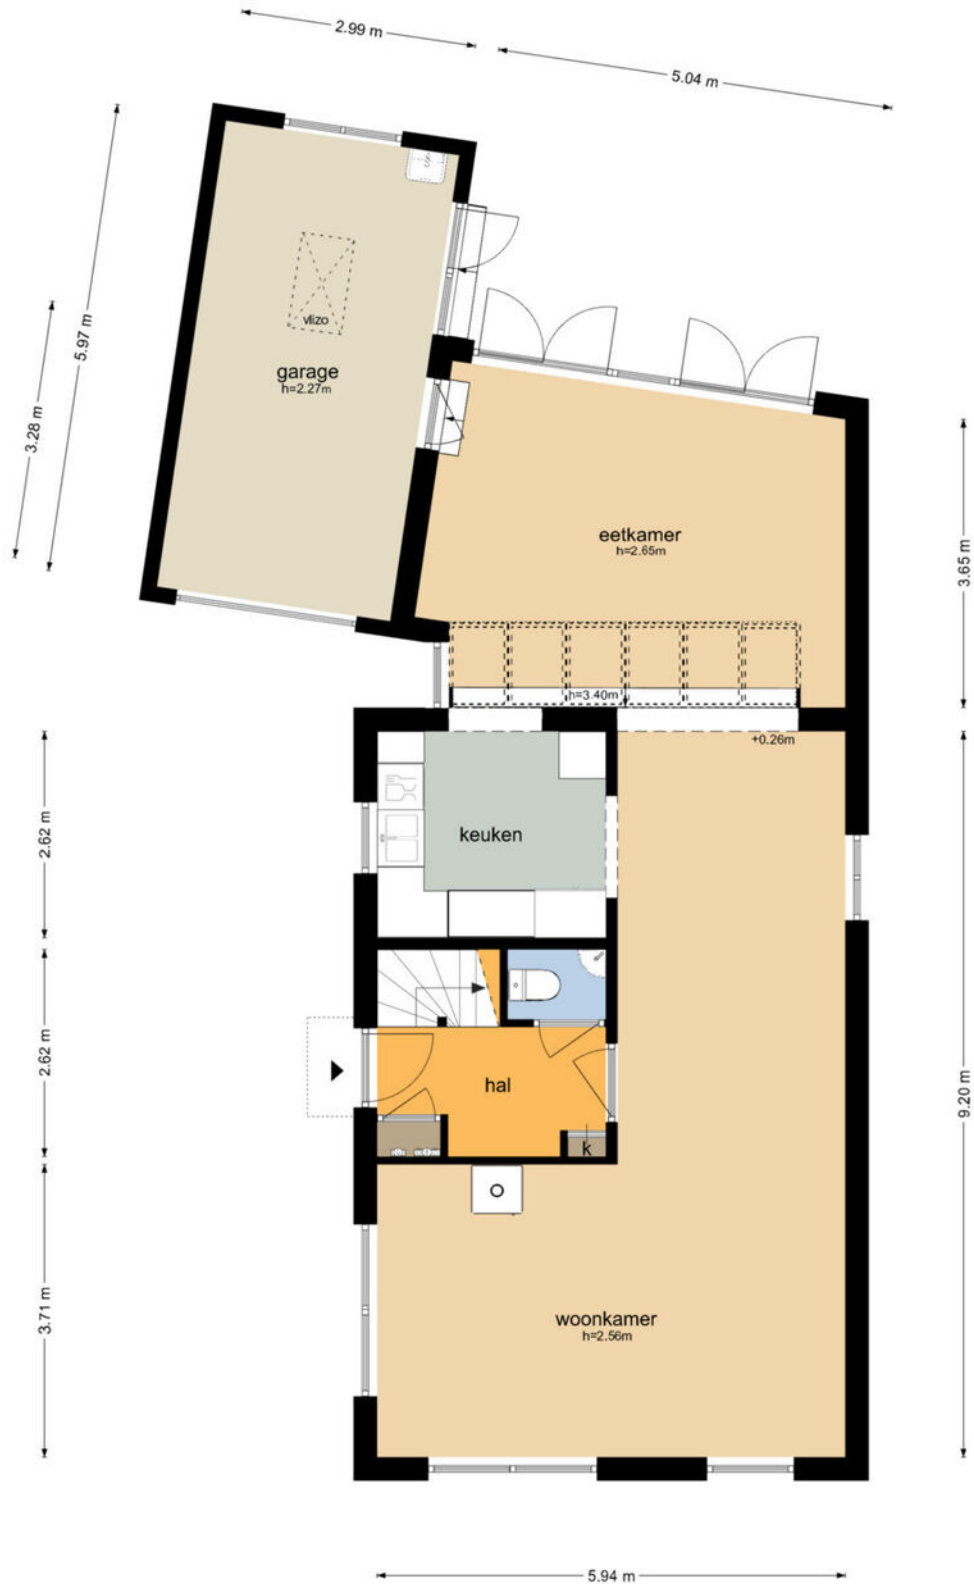 2.99 m
5.04 m
5.97 m
3.28 m
vlizo
garage
h=2.27m
eetkamer
h=2.65m
3.65 m
h=3.40m
+0.26m
keuken
2.62 m
2.62 m
hal
k
9.20 m
3.71 m
woonkamer
h=2.56m
5.94 m